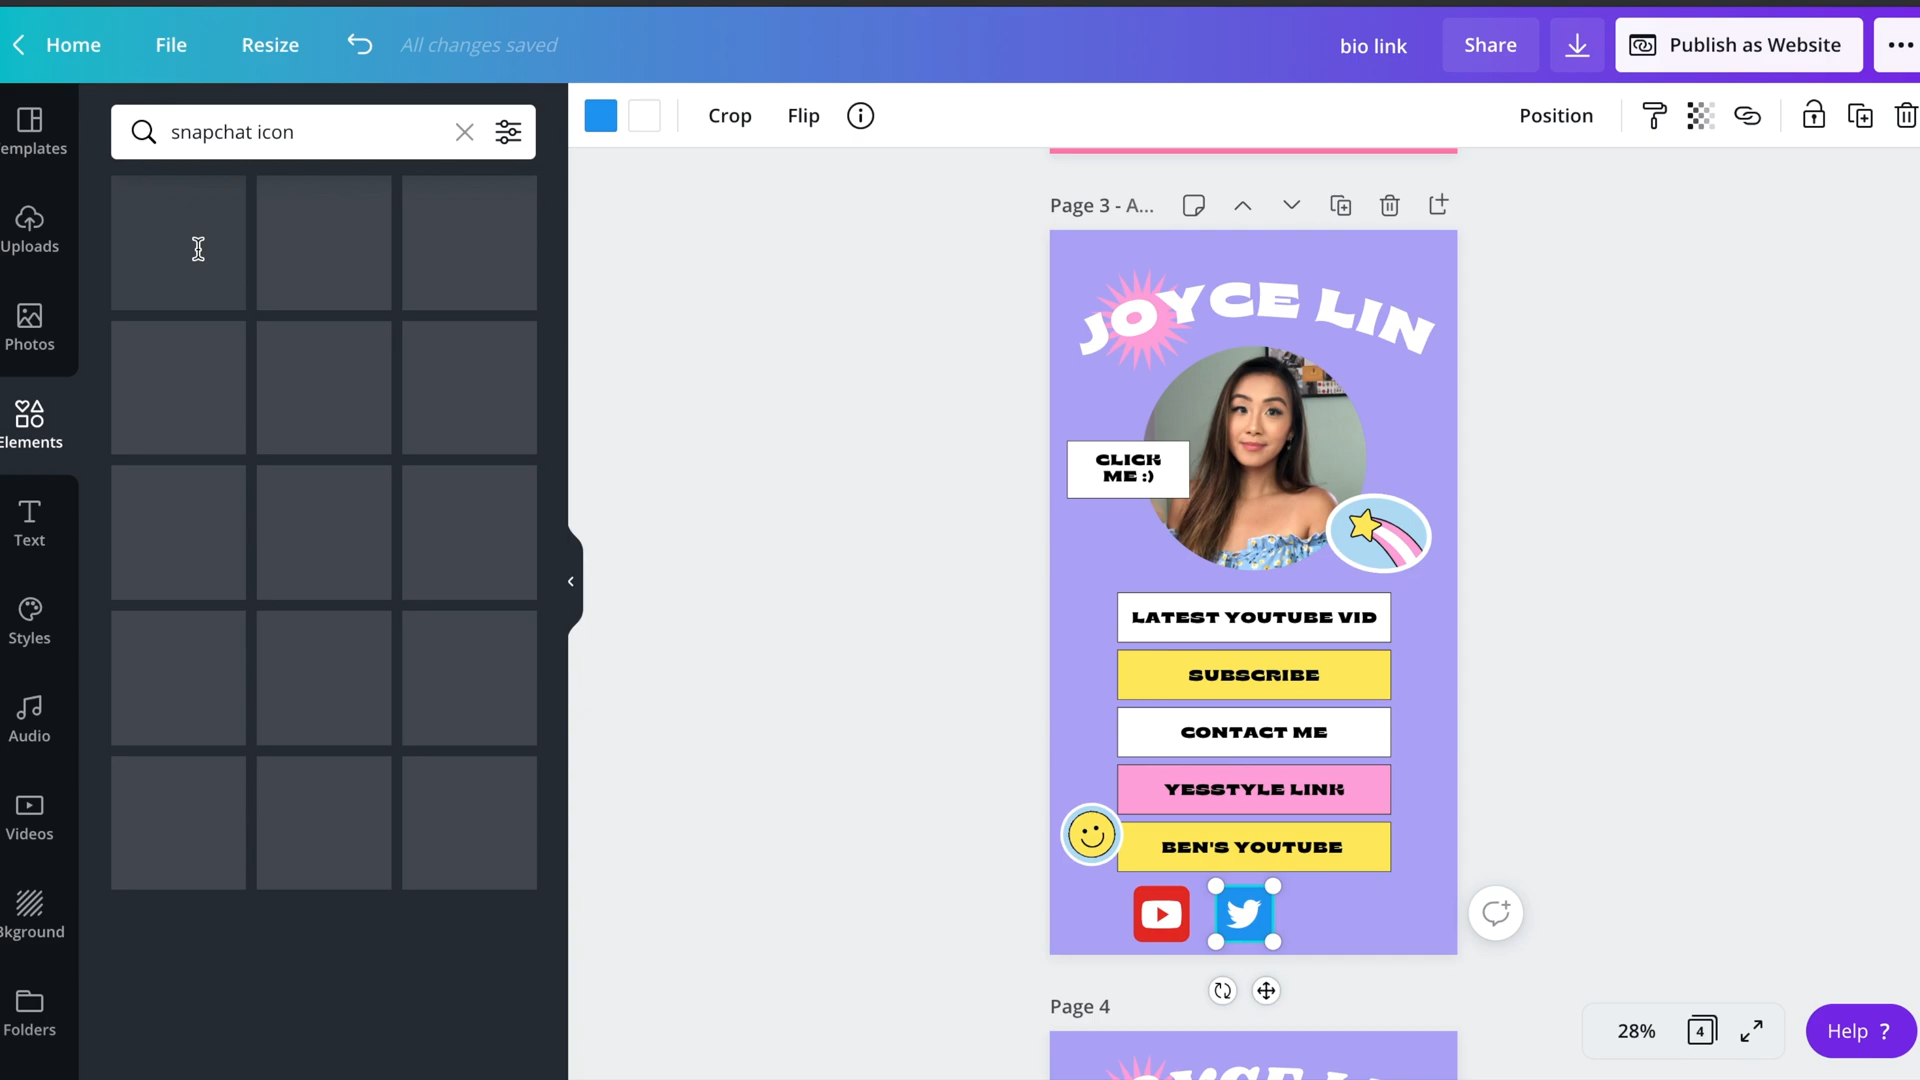 Home
File
Resize
All changes saved
bio link
Share
Publish as Website
emplates
Uploads
Photos
Elements
Text
Styles
Audio
Videos
Bkground
Folders
snapchat icon
Crop
Flip
Position
Page 3 - A...
JOYCE LIN
CLICK
ME :)
LATEST YOUTUBE VID
SUBSCRIBE
CONTACT ME
YESSTYLE LINK
BEN'S YOUTUBE
Page 4
28%
4
Help ?